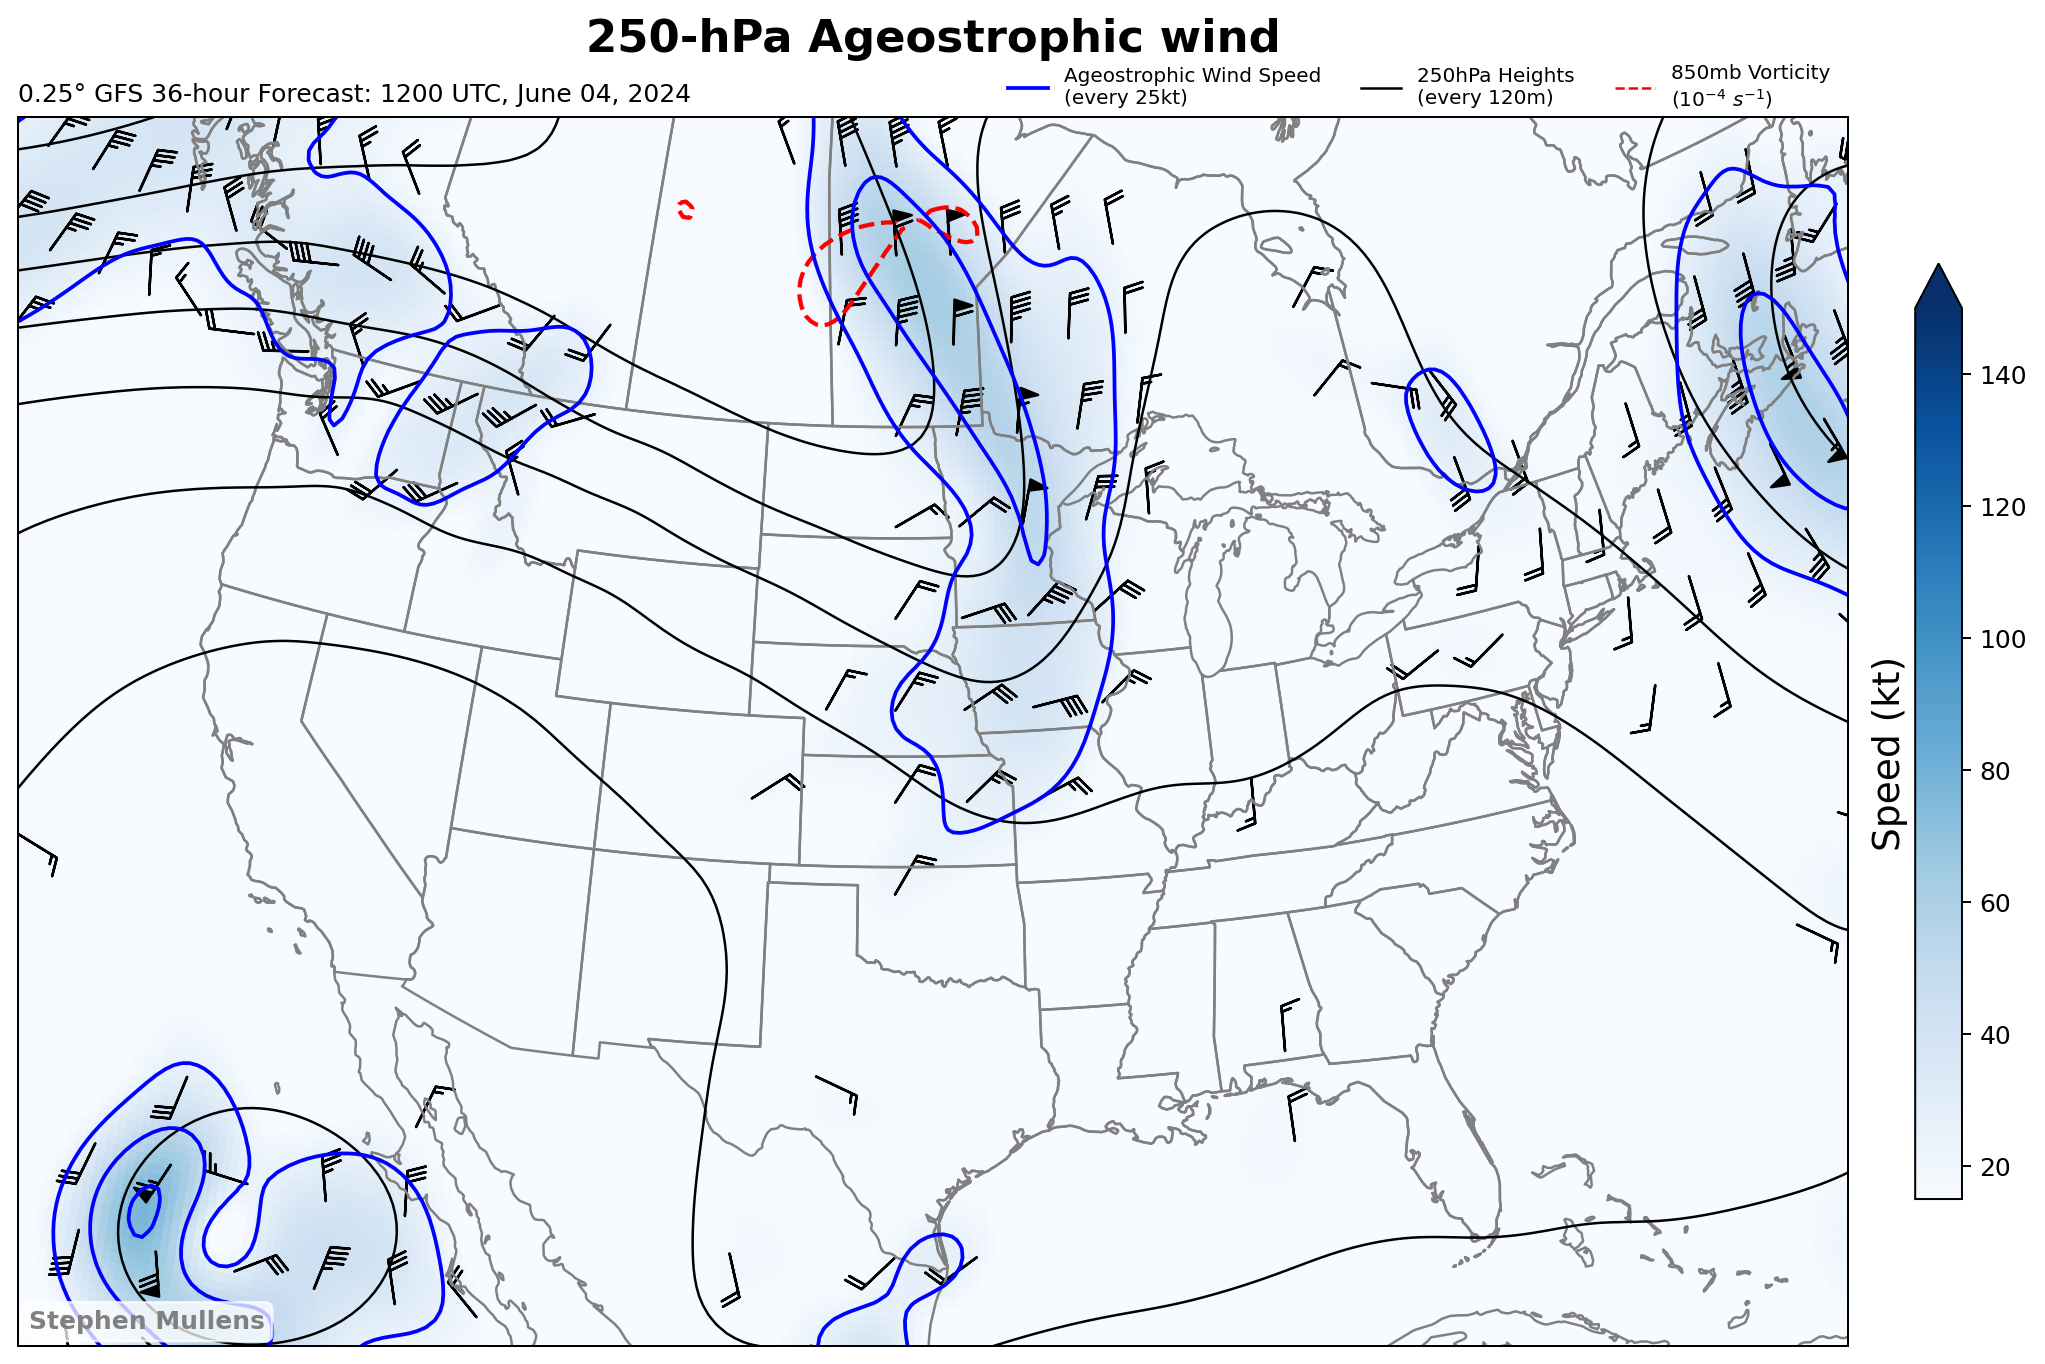 250-hPa Ageostrophic wind
0.25° GFS 36-hour Forecast: 1200 UTC, June 04, 2024
Ageostrophic Wind Speed
(every 25kt)
250hPa Heights
(every 120m)
850mb Vorticity
(10⁻⁴ s⁻¹)
140
120
100
80
60
40
20
Speed (kt)
Stephen Mullens